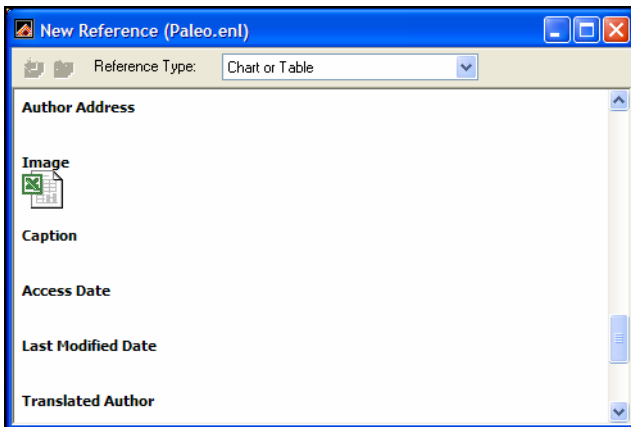 New Reference (Paleo.enl)
Reference Type: Chart or Table
Author Address
Image
Caption
Access Date
Last Modified Date
Translated Author